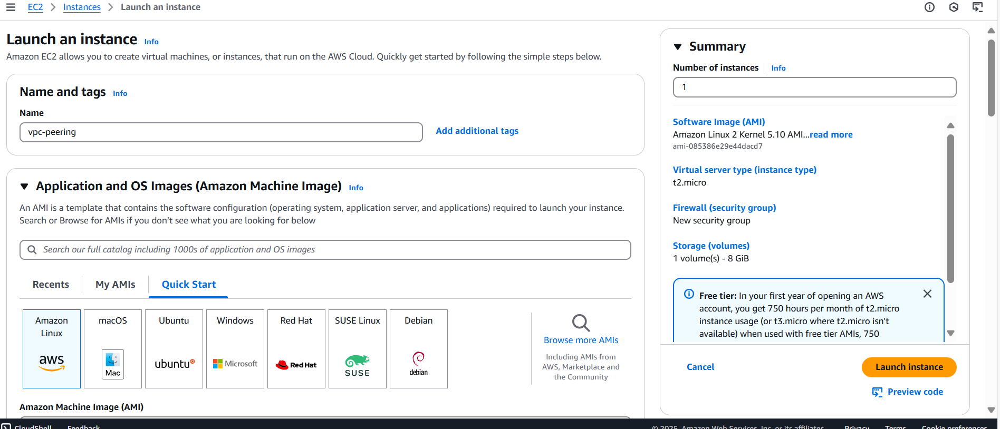 EC2 > Instances > Launch an instance
Launch an instance Info
Amazon EC2 allows you to create virtual machines, or instances, that run on the AWS Cloud. Quickly get started by following the simple steps below.
Name and tags Info
Name
vpc-peering
Add additional tags
Application and OS Images (Amazon Machine Image) Info
An AMI is a template that contains the software configuration (operating system, application server, and applications) required to launch your instance.
Search or Browse for AMIs if you don’t see what you are looking for below
Search our full catalog including 1000s of application and OS images
Recents
My AMIs
Quick Start
Amazon
Linux
aws
macOS
Mac
Ubuntu
ubuntu
Windows
Microsoft
Red Hat
Red Hat
SUSE Linux
SUSE
Debian
debian
Browse more AMIs
Including AMIs from
AWS, Marketplace and
the Community
Amazon Machine Image (AMI)
Summary
Number of instances Info
1
Software Image (AMI)
Amazon Linux 2 Kernel 5.10 AMI...read more
ami-085386e29e44dacd7
Virtual server type (instance type)
t2.micro
Firewall (security group)
New security group
Storage (volumes)
1 volume(s) - 8 GiB
Free tier: In your first year of opening an AWS
account, you get 750 hours per month of t2.micro
instance usage (or t3.micro where t2.micro isn't
available) when used with free tier AMIs, 750
Cancel
Launch instance
Preview code
CloudShell
Feedback
© 2025, Amazon Web Services, Inc. or its affiliates.
Privacy
Terms
Cookie preferences